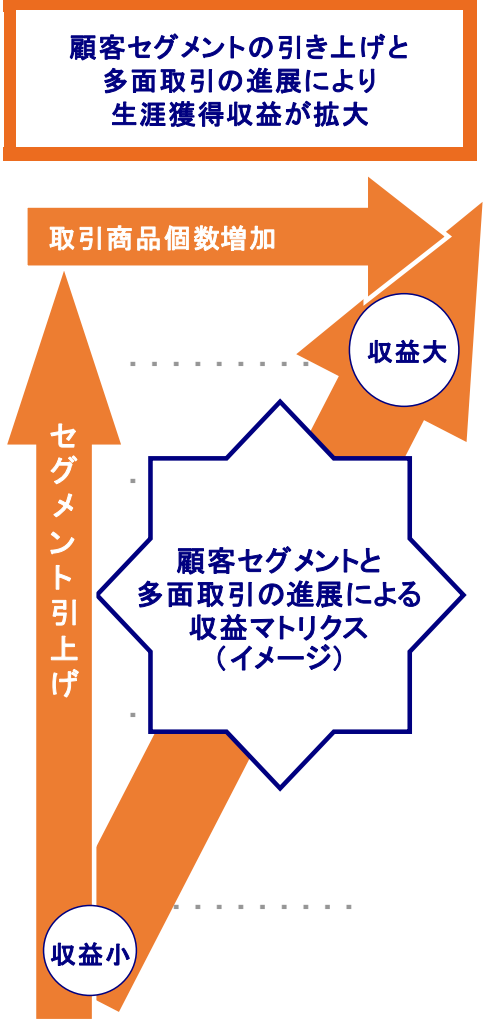 顧客セグメントの引き上げと
多面取引の進展により
生涯獲得収益が拡大
取引商品個数増加
収益大
セグメント引上げ
顧客セグメントと
多面取引の進展による
収益マトリクス
（イメージ）
収益小